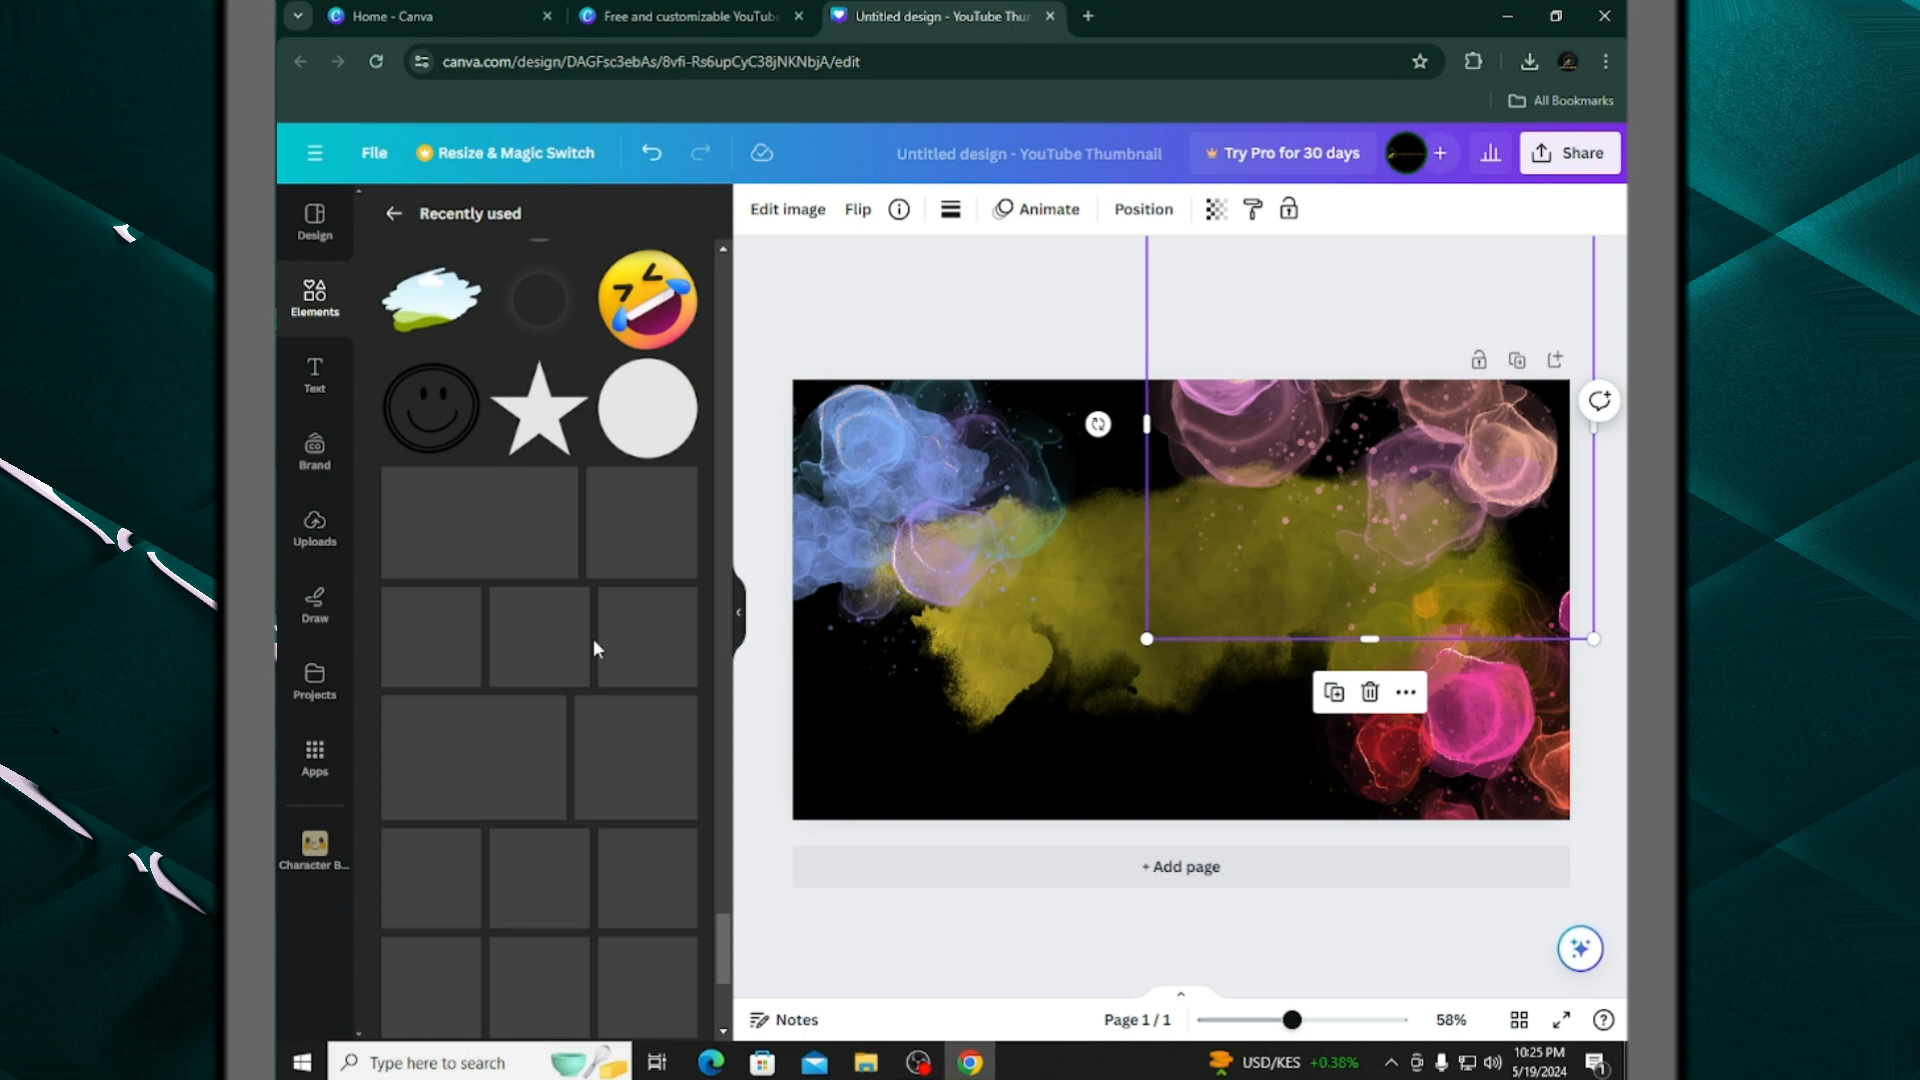 Home - Canva
Free and customizable YouTub
Untitled design - YouTube Thun
canva.com/design/DAGFsc3ebAs/8vfi-Rs6upCyC38jNKNbjA/edit
All Bookmarks
File
Resize & Magic Switch
Untitled design - YouTube Thumbnail
Try Pro for 30 days
Share
Design
Recently used
Edit image
Flip
Animate
Position
Elements
Text
Brand
Uploads
Draw
Projects
Apps
Character B...
+ Add page
Notes
Page 1 / 1
58%
Type here to search
USD/KES +0.38%
10:25 PM
5/19/2024
1